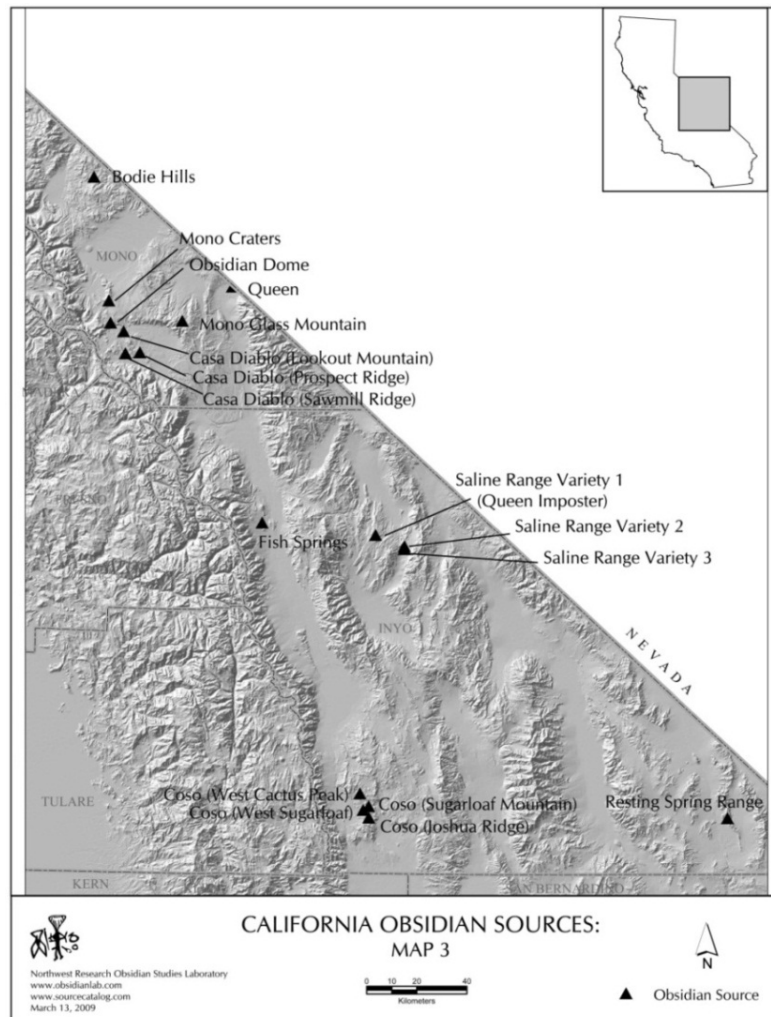 Bodie Hills
Mono Craters
MONO
Obsidian Dome
Queen
Mono Glass Mountain
Casa Diablo (Lookout Mountain)
Casa Diablo (Prospect Ridge)
Casa Diablo (Sawmill Ridge)
Saline Range Variety 1
(Queen Imposter)
FRESNO
Saline Range Variety 2
Fish Springs
Saline Range Variety 3
INYO
NEVADA
Coso (West Cactus Peak)
TULARE
Coso (Sugarloaf Mountain)
Resting Spring Range
Coso (West Sugarloaf)
Coso (Joshua Ridge)
KERN
SAN BERNARDINO
CALIFORNIA OBSIDIAN SOURCES:
MAP 3
N
Northwest Research Obsidian Studies Laboratory
www.obsidianlab.com
www.sourcecatalog.com
March 13, 2009
0 20 40
Kilometers
Obsidian Source